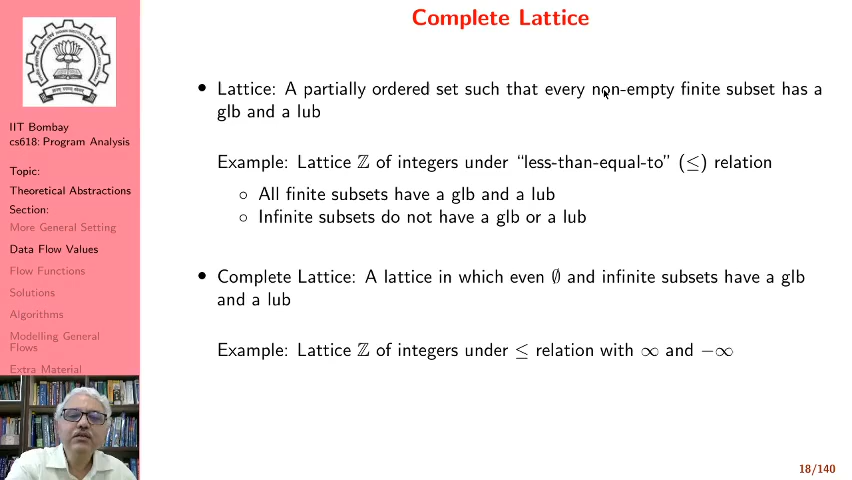 Complete Lattice
• Lattice: A partially ordered set such that every non-empty finite subset has a
glb and a lub
Example: Lattice ℤ of integers under “less-than-equal-to” (≤) relation
◦ All finite subsets have a glb and a lub
◦ Infinite subsets do not have a glb or a lub
• Complete Lattice: A lattice in which even ∅ and infinite subsets have a glb
and a lub
Example: Lattice ℤ of integers under ≤ relation with ∞ and −∞
IIT Bombay
cs618: Program Analysis
Topic:
Theoretical Abstractions
Section:
More General Setting
Data Flow Values
Flow Functions
Solutions
Algorithms
Modelling General
Flows
Extra Material
18/140